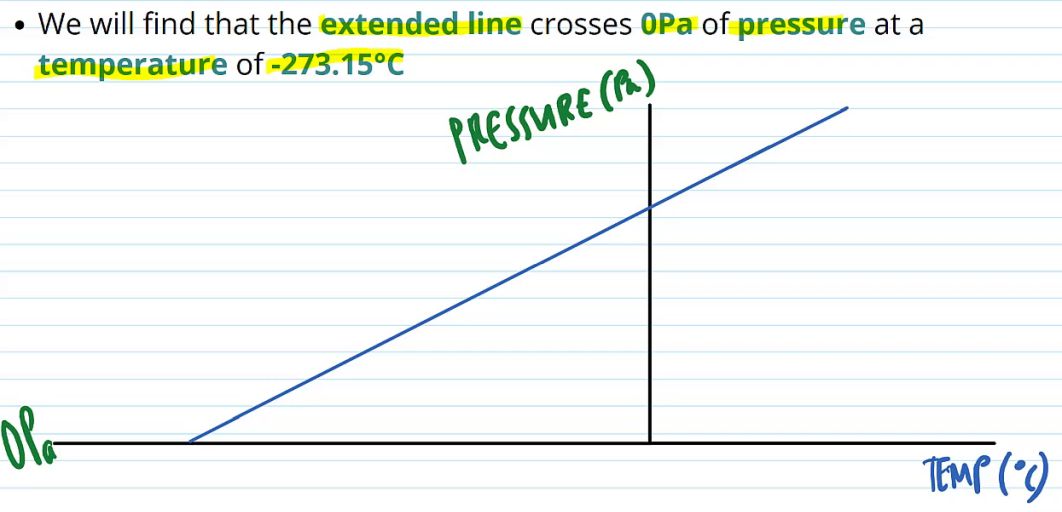 • We will find that the extended line crosses 0Pa of pressure at a
temperature of -273.15°C
PRESSURE (Pa)
0Pa
TEMP (°C)